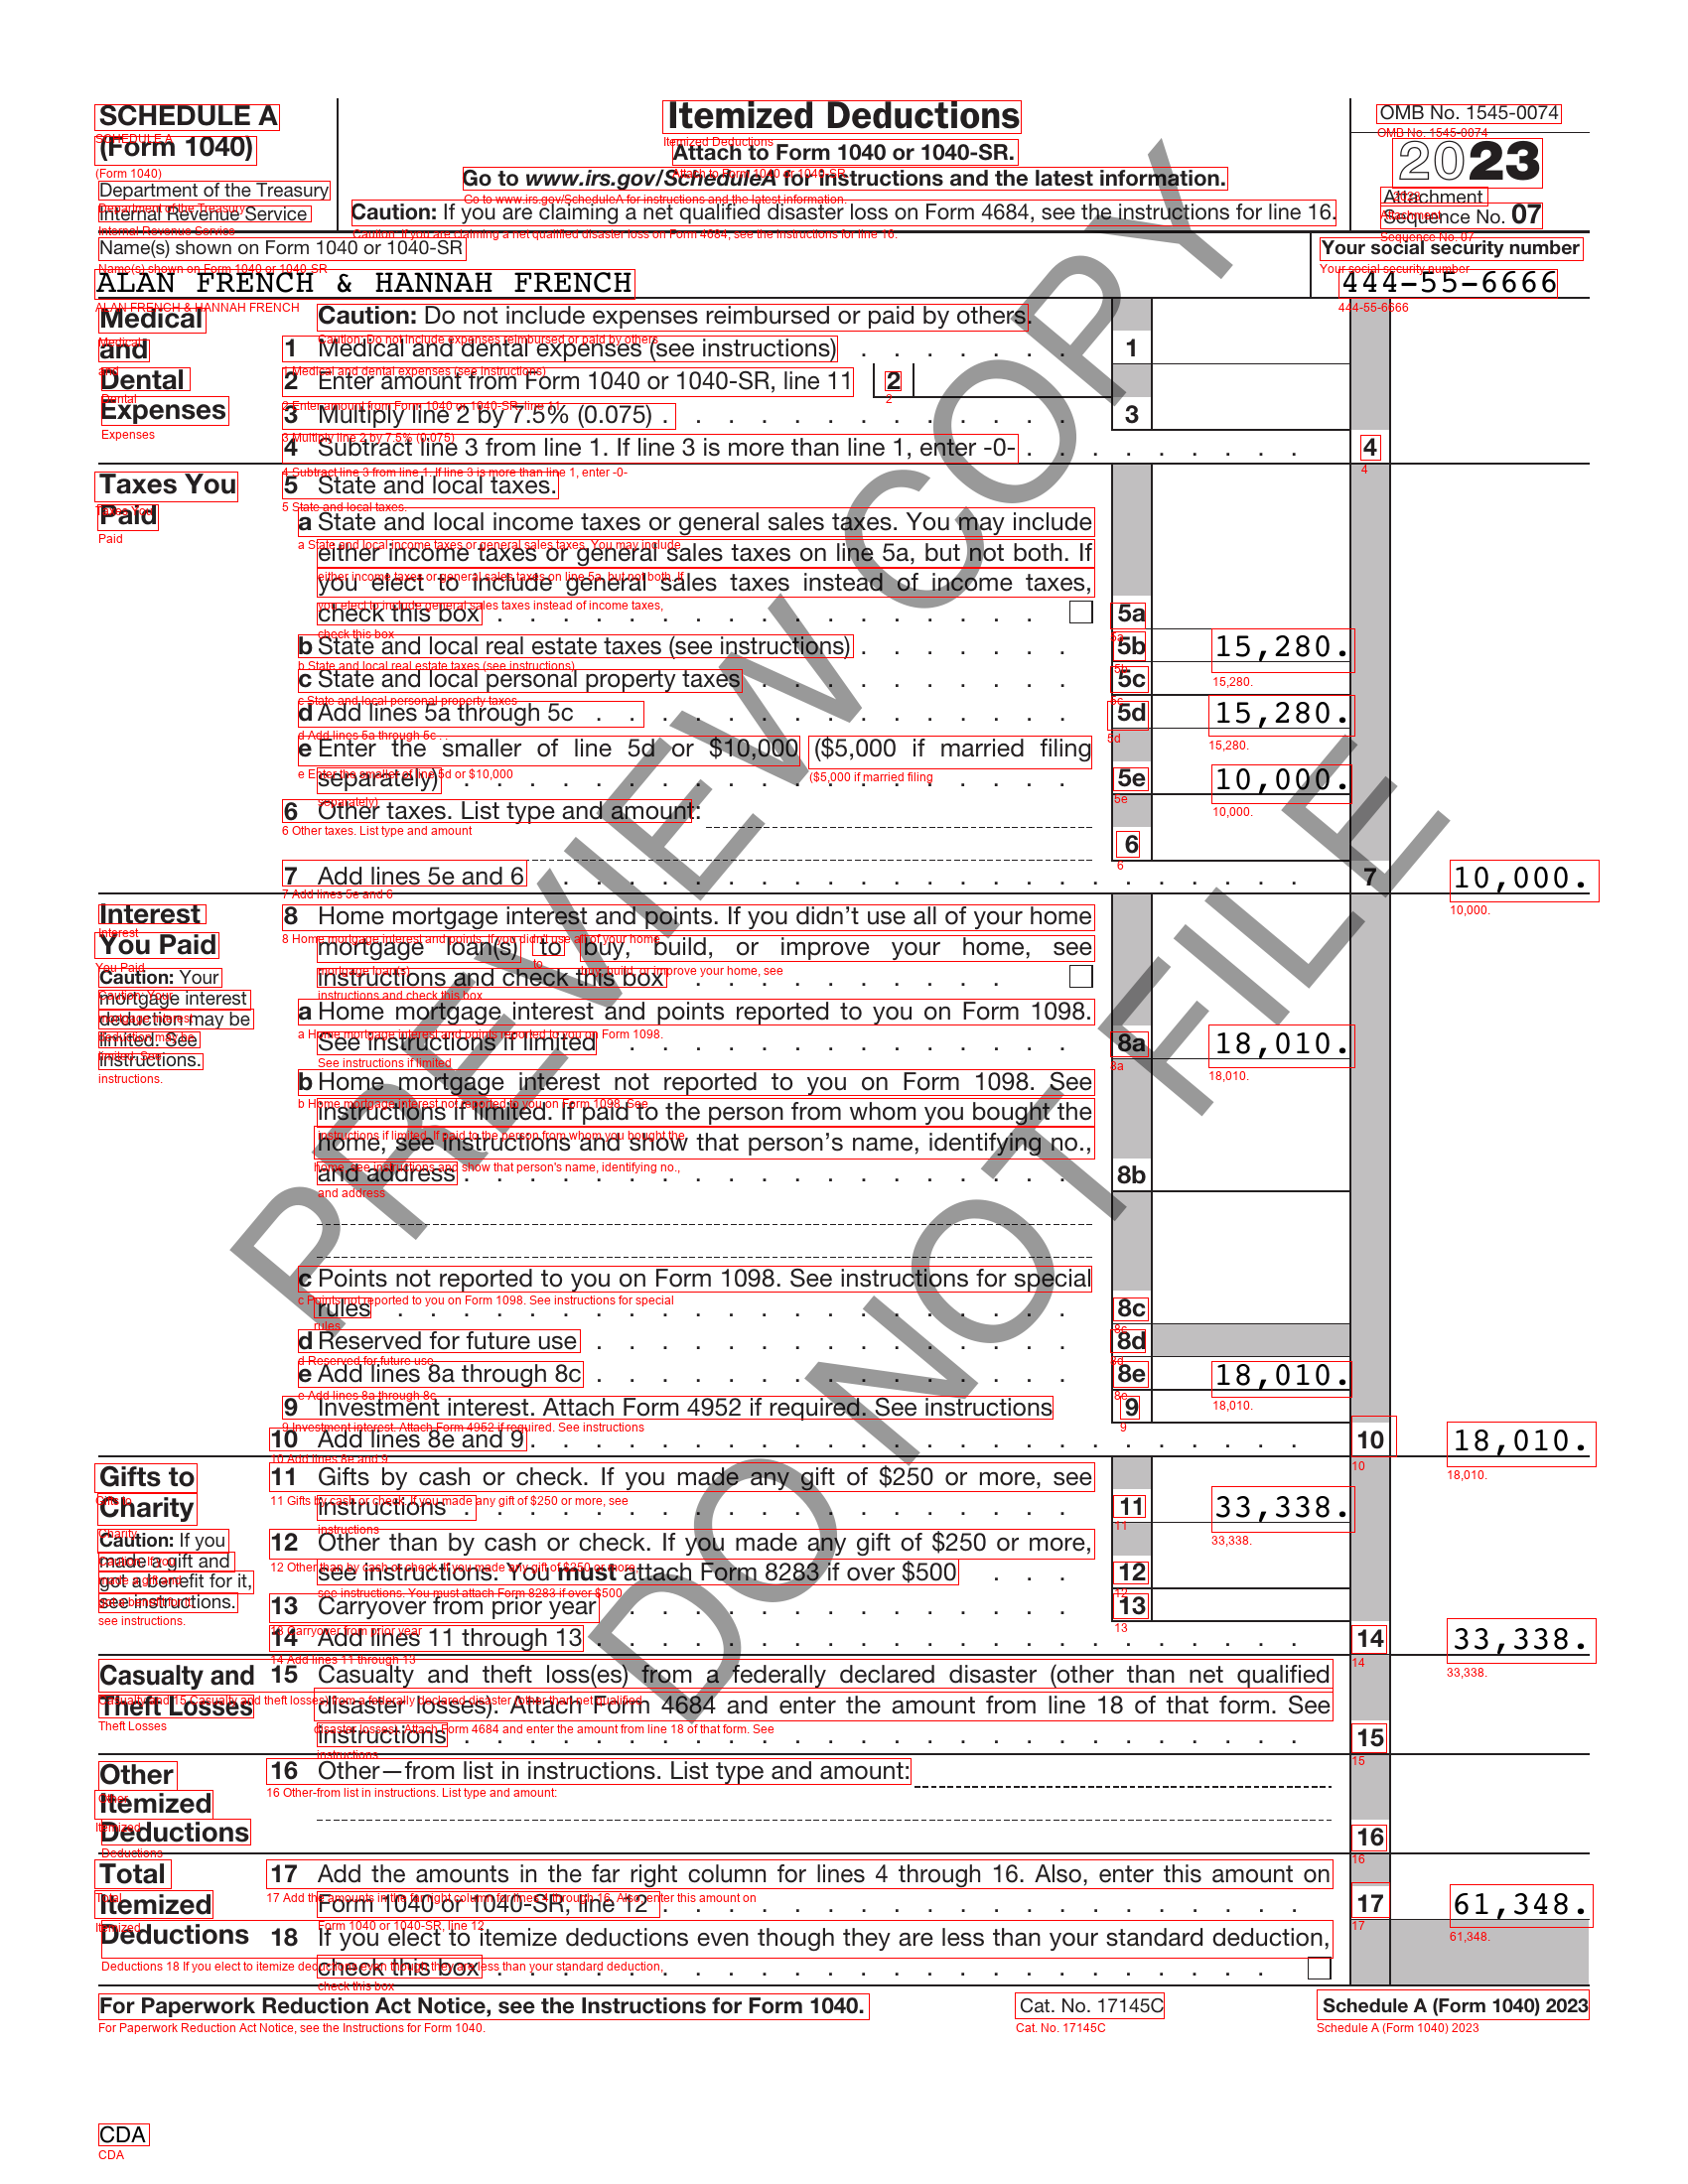 SCHEDULE A
(Form 1040)
Department of the Treasury
Internal Revenue Service
Itemized Deductions
Attach to Form 1040 or 1040-SR.
Go to www.irs.gov/ScheduleA for instructions and the latest information.
Caution: If you are claiming a net qualified disaster loss on Form 4684, see the instructions for line 16.
OMB No. 1545-0074
2023
Attachment
Sequence No. 07
Name(s) shown on Form 1040 or 1040-SR
ALAN FRENCH & HANNAH FRENCH
Your social security number
444-55-6666
Medical
and
Dental
Expenses
Caution: Do not include expenses reimbursed or paid by others.
1 Medical and dental expenses (see instructions) . . . . . . . 1
2 Enter amount from Form 1040 or 1040-SR, line 11 2
3 Multiply line 2 by 7.5% (0.075) . . . . . . . . . . . . . 3
4 Subtract line 3 from line 1. If line 3 is more than line 1, enter -0- . . . . . . . . . 4
Taxes You
Paid
5 State and local taxes.
a State and local income taxes or general sales taxes. You may include
either income taxes or general sales taxes on line 5a, but not both. If
you elect to include general sales taxes instead of income taxes,
check this box . . . . . . . . . . . . . . . . . 5a
b State and local real estate taxes (see instructions) . . . . . . . 5b 15,280.
c State and local personal property taxes . . . . . . . . . . 5c
d Add lines 5a through 5c . . . . . . . . . . . . . . . 5d 15,280.
e Enter the smaller of line 5d or $10,000 ($5,000 if married filing
separately) . . . . . . . . . . . . . . . . . . . 5e 10,000.
6 Other taxes. List type and amount:
6
7 Add lines 5e and 6 . . . . . . . . . . . . . . . . . . . . . . . 7 10,000.
Interest
You Paid
Caution: Your
mortgage interest
deduction may be
limited. See
instructions.
8 Home mortgage interest and points. If you didn’t use all of your home
mortgage loan(s) to buy, build, or improve your home, see
instructions and check this box . . . . . . . . . .
a Home mortgage interest and points reported to you on Form 1098.
See instructions if limited . . . . . . . . . . . . . . 8a 18,010.
b Home mortgage interest not reported to you on Form 1098. See
instructions if limited. If paid to the person from whom you bought the
home, see instructions and show that person’s name, identifying no.,
and address . . . . . . . . . . . . . . . . . . . 8b
c Points not reported to you on Form 1098. See instructions for special
rules . . . . . . . . . . . . . . . . . . . . . 8c
d Reserved for future use . . . . . . . . . . . . . . . 8d
e Add lines 8a through 8c . . . . . . . . . . . . . . . 8e 18,010.
9 Investment interest. Attach Form 4952 if required. See instructions 9
10 Add lines 8e and 9 . . . . . . . . . . . . . . . . . . . . . . . . 10 18,010.
Gifts to
Charity
Caution: If you
made a gift and
got a benefit for it,
see instructions.
11 Gifts by cash or check. If you made any gift of $250 or more, see
instructions . . . . . . . . . . . . . . . . . . . 11 33,338.
12 Other than by cash or check. If you made any gift of $250 or more,
see instructions. You must attach Form 8283 if over $500 . . . 12
13 Carryover from prior year . . . . . . . . . . . . . . 13
14 Add lines 11 through 13 . . . . . . . . . . . . . . . . . . . . . . 14 33,338.
Casualty and
Theft Losses
15 Casualty and theft loss(es) from a federally declared disaster (other than net qualified
disaster losses). Attach Form 4684 and enter the amount from line 18 of that form. See
instructions . . . . . . . . . . . . . . . . . . . . . . . . . . 15
Other
Itemized
Deductions
16 Other—from list in instructions. List type and amount:
16
Total
Itemized
Deductions
17 Add the amounts in the far right column for lines 4 through 16. Also, enter this amount on
Form 1040 or 1040-SR, line 12 . . . . . . . . . . . . . . . . . . . . 17 61,348.
18 If you elect to itemize deductions even though they are less than your standard deduction,
check this box . . . . . . . . . . . . . . . . . . . . . . . .
For Paperwork Reduction Act Notice, see the Instructions for Form 1040.
Cat. No. 17145C
Schedule A (Form 1040) 2023
CDA
PREVIEW COPY
DO NOT FILE